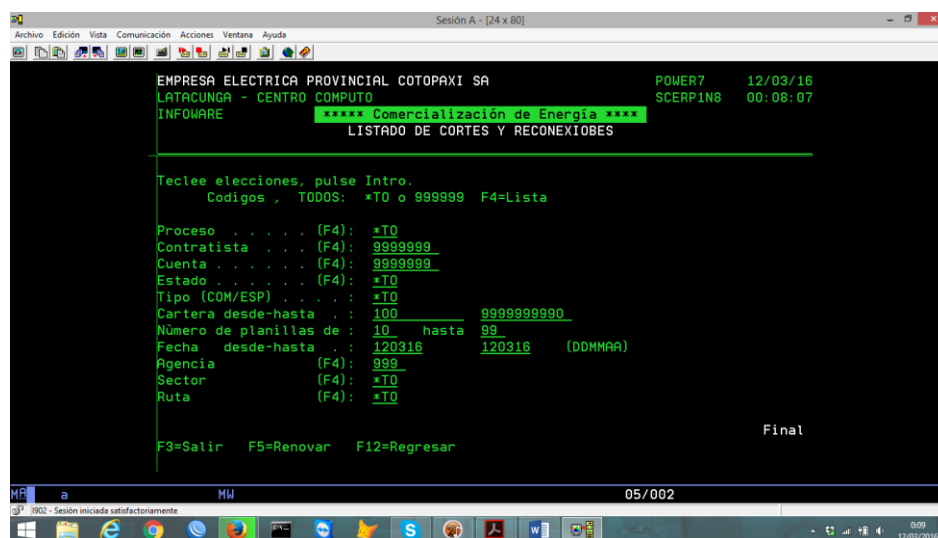 Sesión A - [24 x 80]
Archivo Edición Vista Comunicación Acciones Ventana Ayuda
EMPRESA ELECTRICA PROVINCIAL COTOPAXI SA POWER7 12/03/16
LATACUNGA - CENTRO COMPUTO SCERP1N8 00:08:07
INFOWARE ***** Comercialización de Energía ****
LISTADO DE CORTES Y RECONEXIOBES
Teclee elecciones, pulse Intro.
Codigos , TODOS: *TO o 999999 F4=Lista
Proceso . . . . . (F4): *TO
Contratista . . . (F4): 9999999
Cuenta . . . . . . (F4): 9999999
Estado . . . . . . (F4): *TO
Tipo (COM/ESP) . . . . : *TO
Cartera desde-hasta . : 100 9999999990
Nùmero de planillas de : 10 hasta 99
Fecha desde-hasta . : 120316 120316 (DDMMAA)
Agencia (F4): 999
Sector (F4): *TO
Ruta (F4): *TO
Final
F3=Salir F5=Renovar F12=Regresar
MA a MW 05/002
I902 - Sesión iniciada satisfactoriamente
0:09
12/03/2016